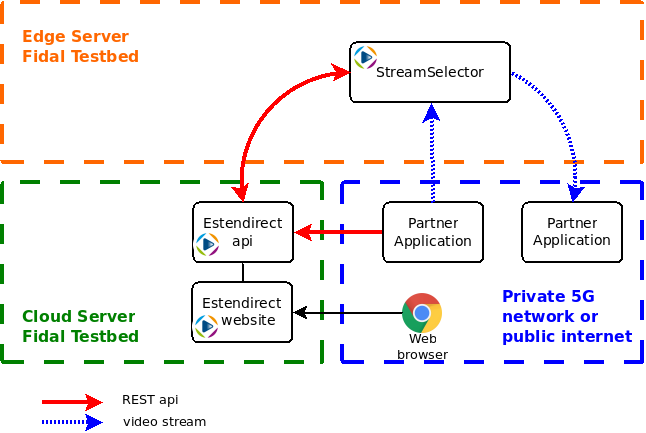 Edge Server
Fidal Testbed
StreamSelector
Estendirect
api
Partner
Application
Partner
Application
Estendirect
website
Cloud Server
Fidal Testbed
Web
browser
Private 5G
network or
public internet
REST api
video stream